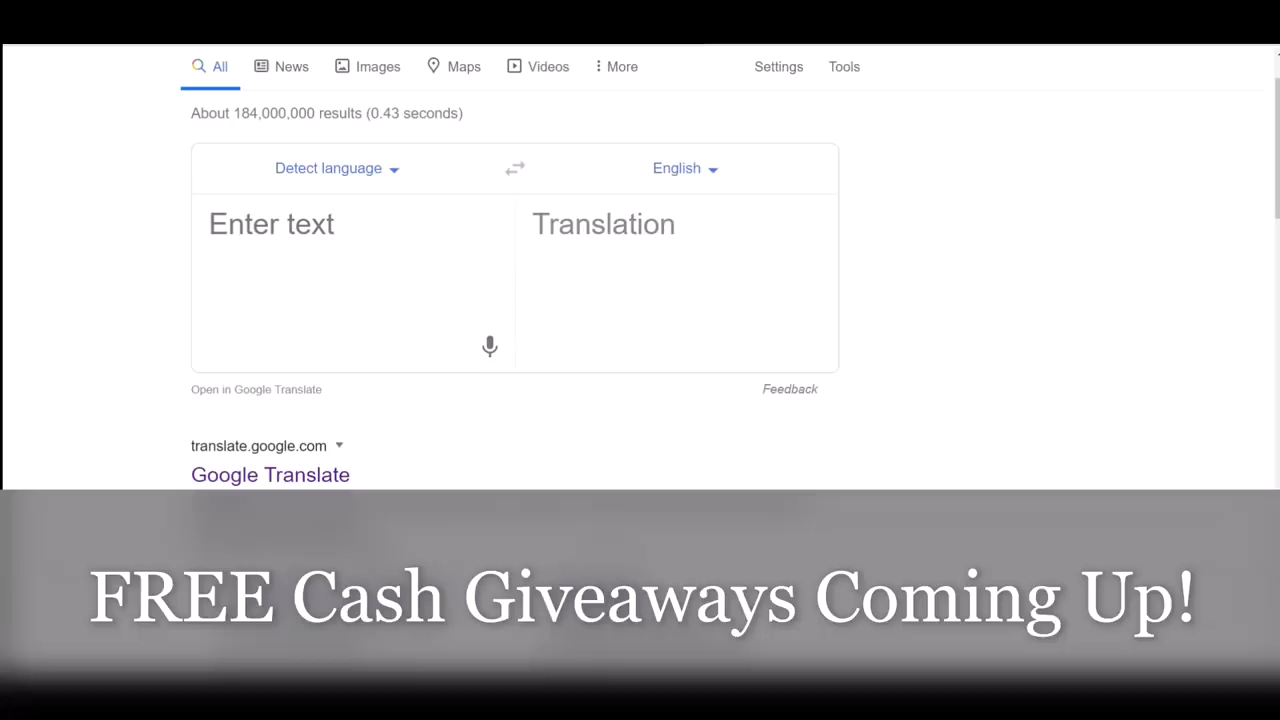 All News Images Maps Videos More Settings Tools
About 184,000,000 results (0.43 seconds)
Detect language English
Enter text Translation
Open in Google Translate Feedback
translate.google.com
Google Translate
FREE Cash Giveaways Coming Up!